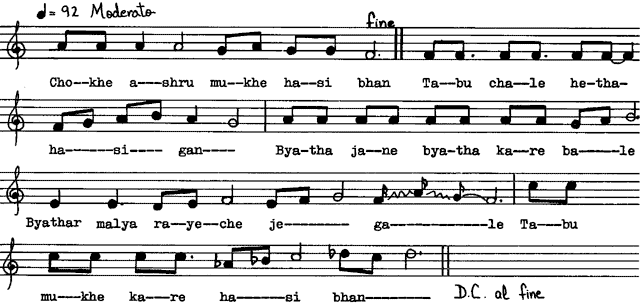 ♩= 92 Moderato
fine
Cho--khe a---shru mu--khe ha--si bhan Ta--bu cha--le he-tha-
ha------si---- gan---- Bya-tha ja--ne bya-tha ka--re ba----le
Byathar malya ra--ye--che je-------- ga------------le Ta--bu
mu---khe ka---re ha----si bhan---------
D.C. al fine